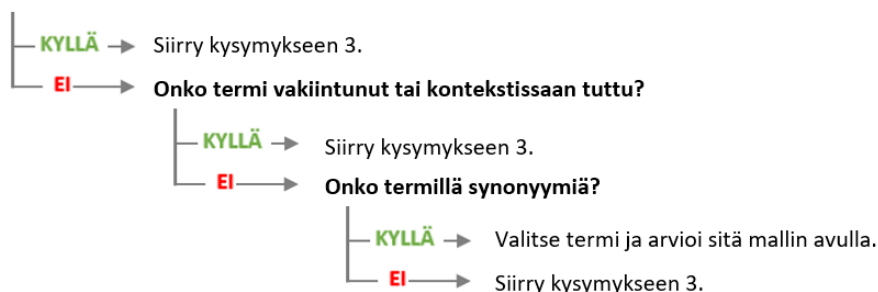 KYLLÄ Siirry kysymykseen 3.
EI Onko termi vakiintunut tai kontekstissaan tuttu?
KYLLÄ Siirry kysymykseen 3.
EI Onko termillä synonyymiä?
KYLLÄ Valitse termi ja arvioi sitä mallin avulla.
EI Siirry kysymykseen 3.